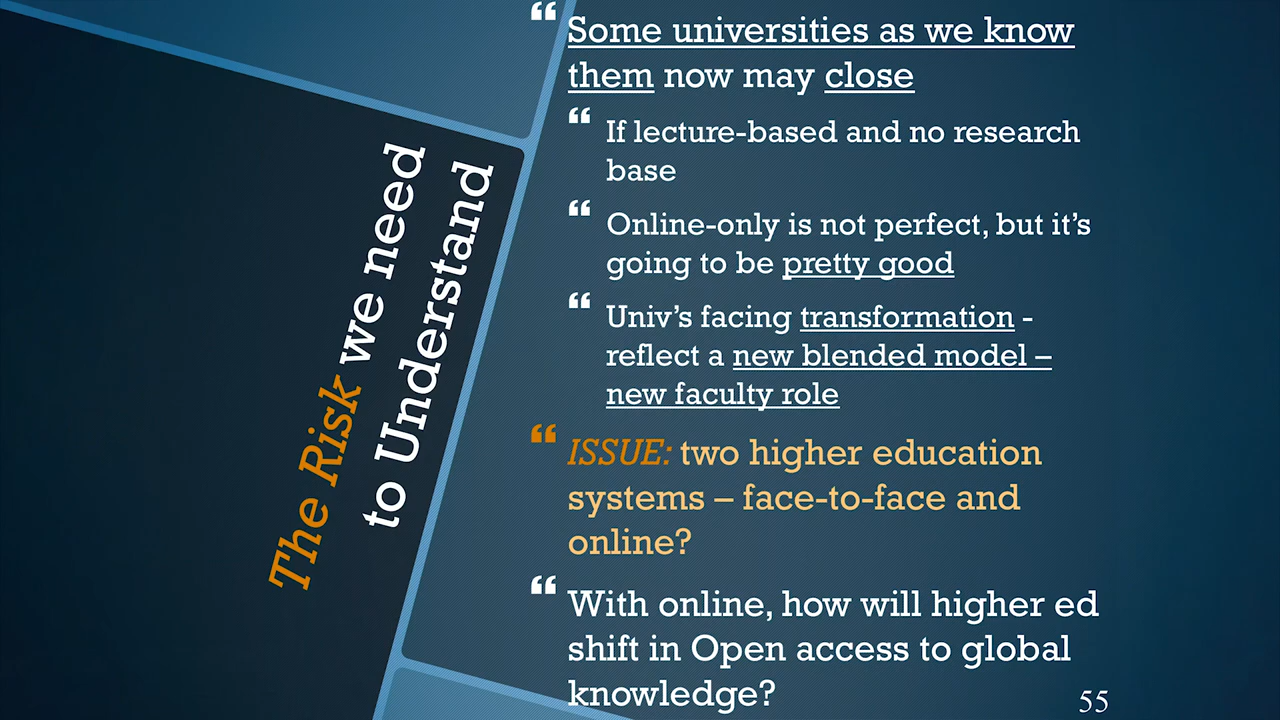 The Risk we need
to Understand
“ Some universities as we know
them now may close
“ If lecture-based and no research
base
“ Online-only is not perfect, but it’s
going to be pretty good
“ Univ’s facing transformation -
reflect a new blended model –
new faculty role
“ ISSUE: two higher education
systems – face-to-face and
online?
“ With online, how will higher ed
shift in Open access to global
knowledge?
55